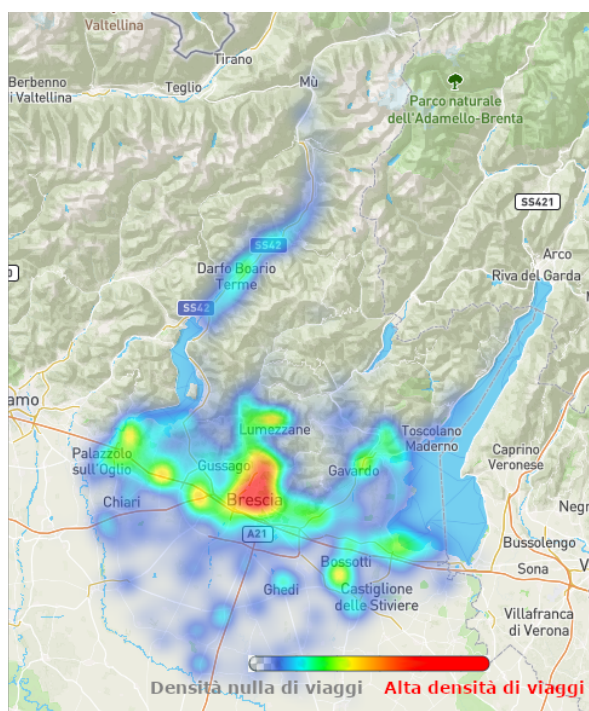 Valtellina
Tirano
Berbenno
i Valtellina
Teglio
Mù
Parco naturale
dell'Adamello-Brenta
SS421
Arco
SS42
Riva del Garda
Darfo Boario
Terme
SS42
amo
Lumezzane
Toscolano
Maderno
Palazzolo
sull'Oglio
Gussago
Gavardo
Caprino
Veronese
Chiari
Brescia
Negr
A21
Bussolengo
Bossotti
Sona
V
Ghedi
Castiglione
delle Stiviere
Villafranca
di Verona
Densità nulla di viaggi
Alta densità di viaggi